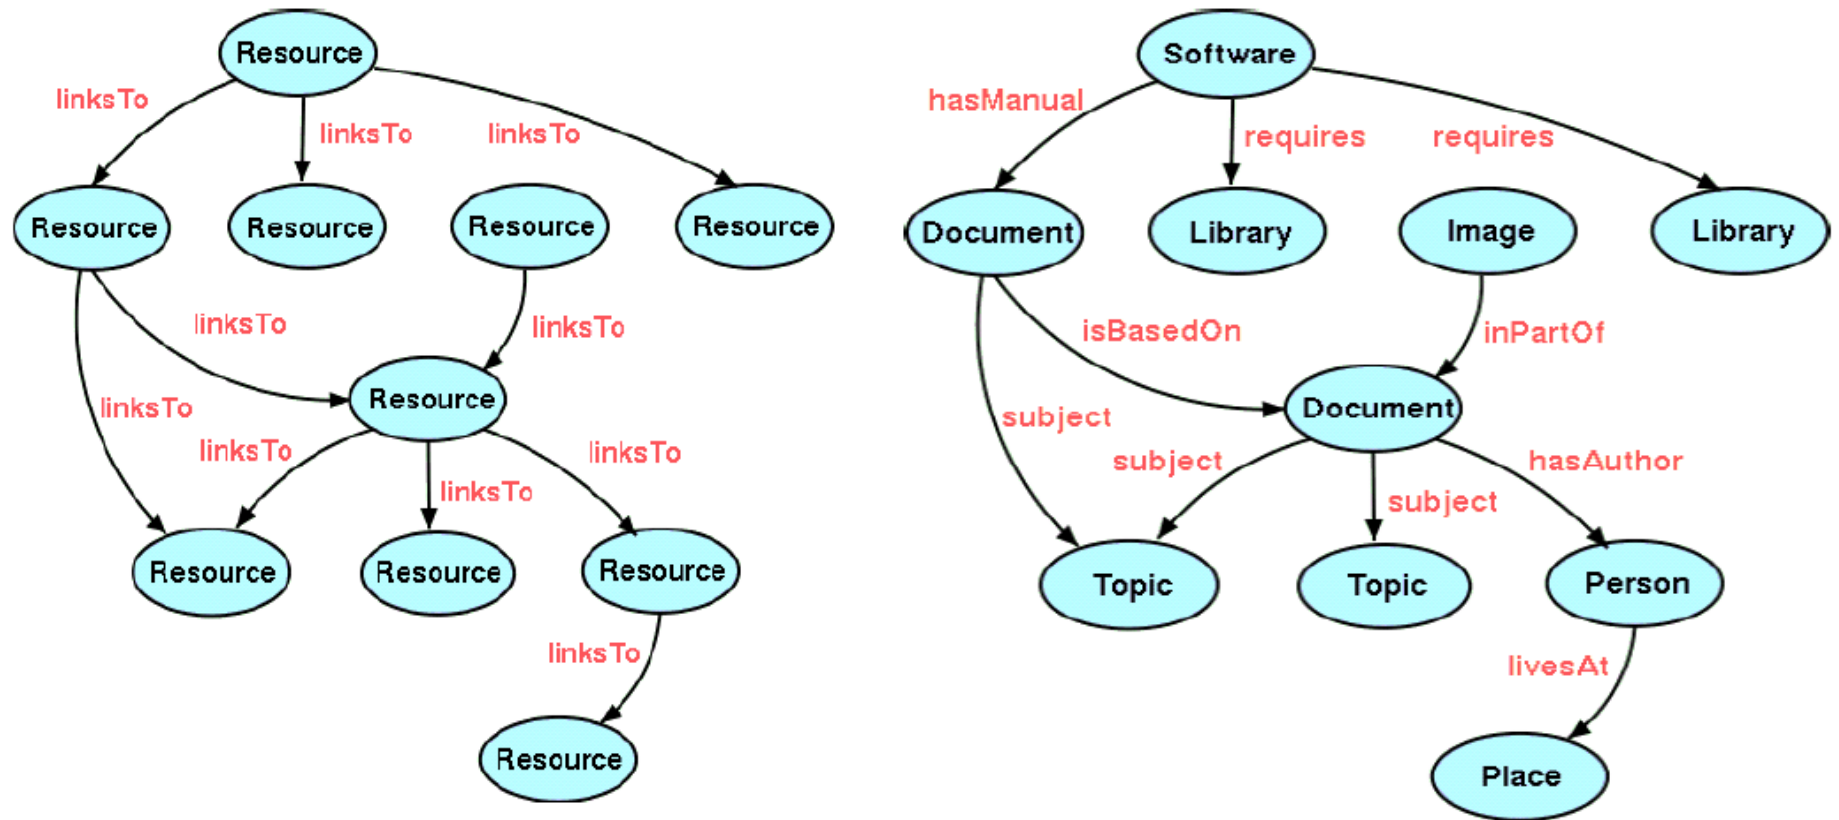 Resource
linksTo
linksTo
linksTo
Resource
Resource
Resource
Resource
linksTo
linksTo
linksTo
Resource
linksTo
linksTo
linksTo
Resource
Resource
Resource
linksTo
Resource
Software
hasManual
requires
requires
Document
Library
Image
Library
isBasedOn
inPartOf
subject
Document
subject
subject
hasAuthor
Topic
Topic
Person
livesAt
Place